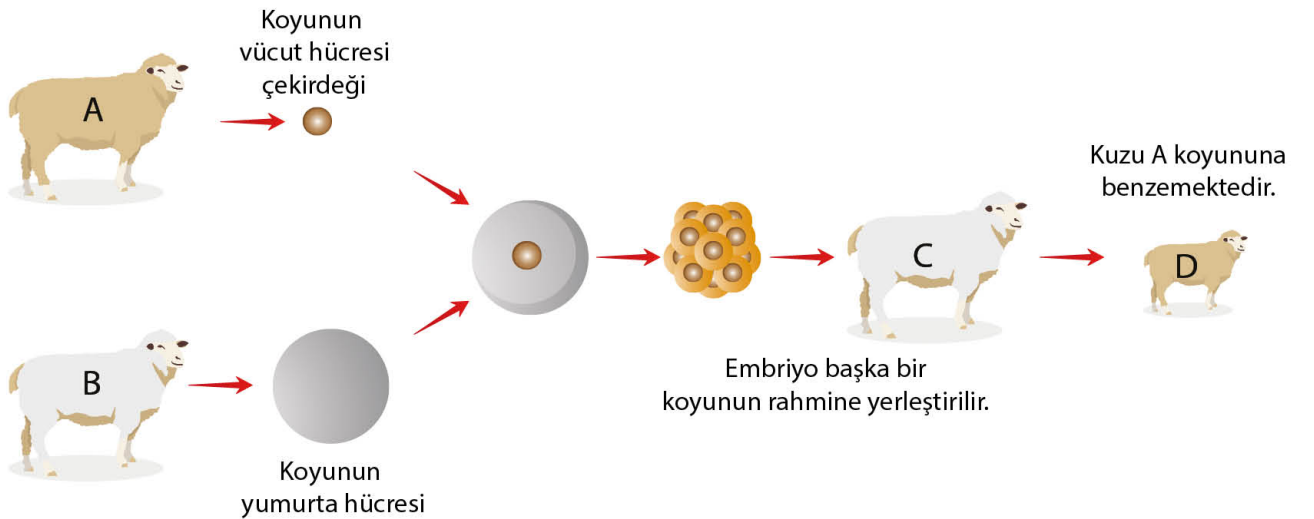 Koyunun
vücut hücresi
çekirdeği
A
B
Koyunun
yumurta hücresi
C
Embriyo başka bir
koyunun rahmine yerleştirilir.
Kuzu A koyununa
benzemektedir.
D